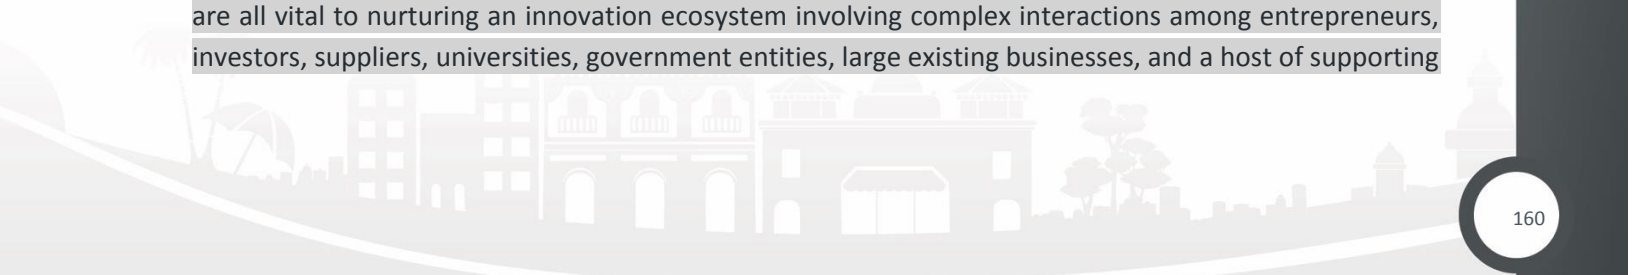 are all vital to nurturing an innovation ecosystem involving complex interactions among entrepreneurs,
investors, suppliers, universities, government entities, large existing businesses, and a host of supporting
160